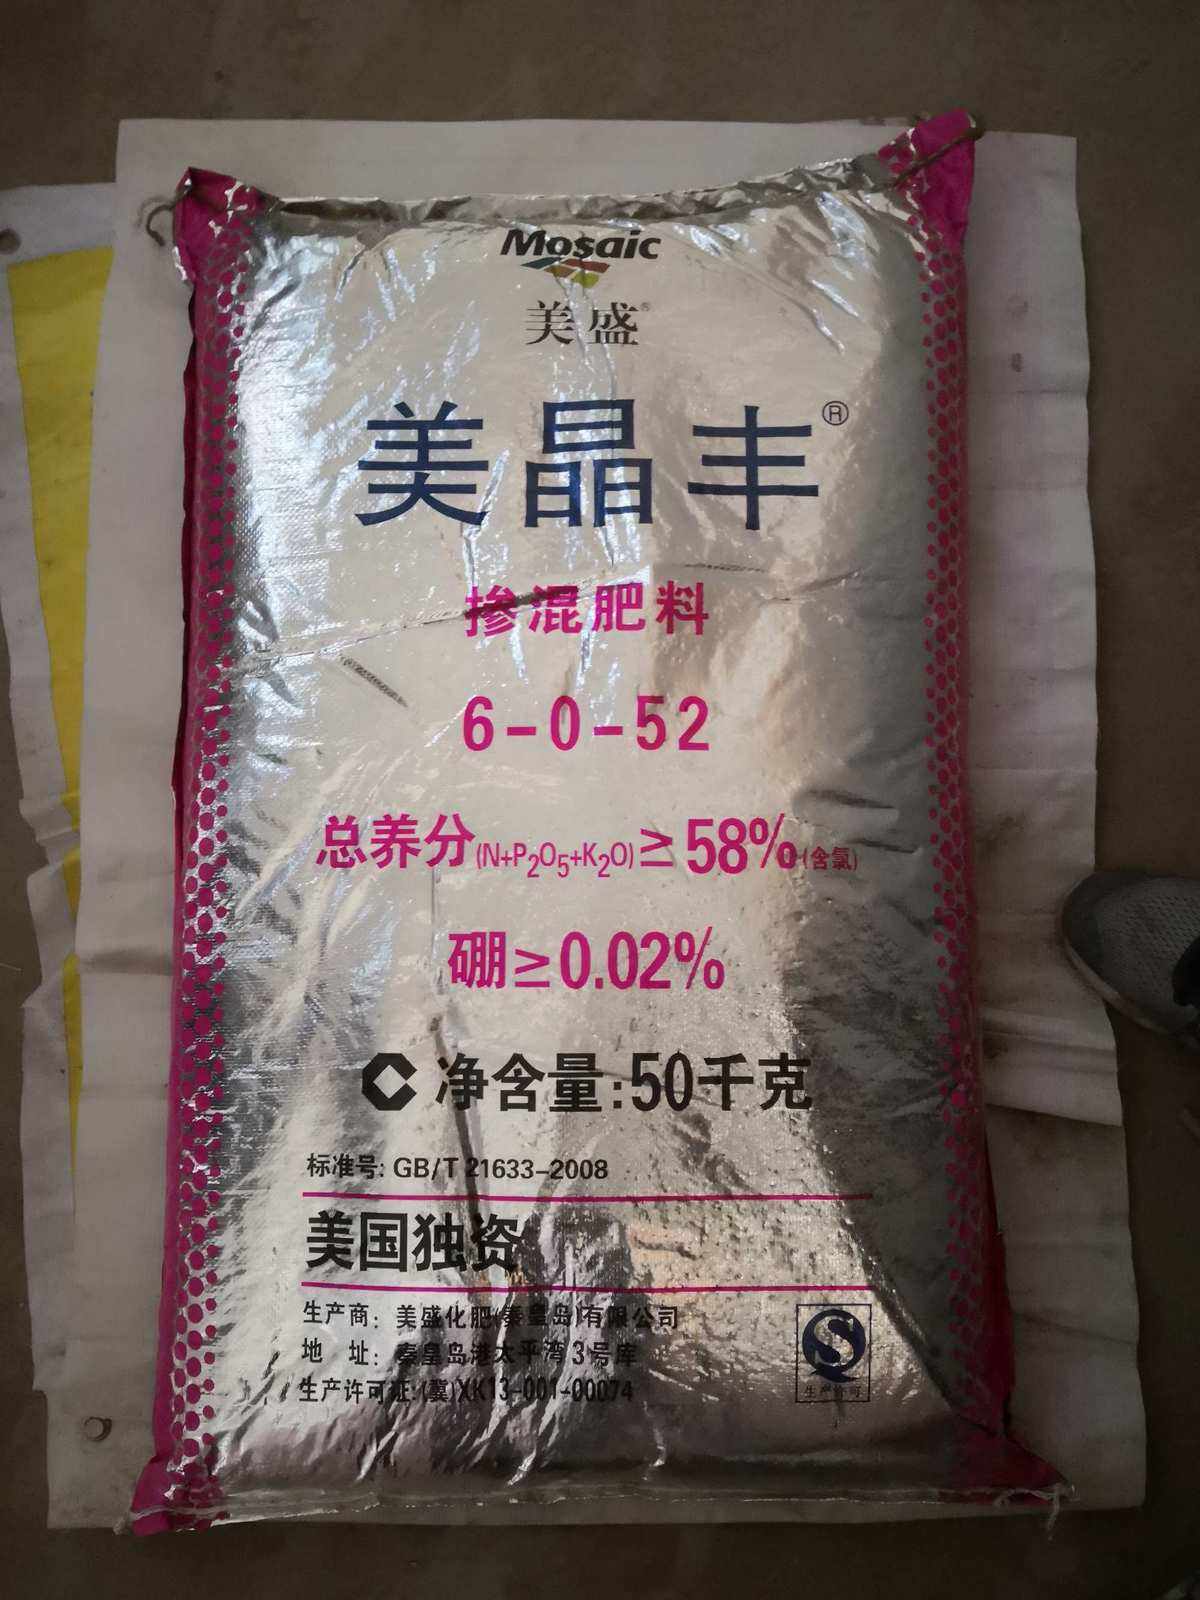 Mosaic
美盛®
美晶丰®
掺混肥料
6-0-52
总养分(N+P2O5+K2O)≥58%(含氯)
硼≥0.02%
净含量:50千克
标准号: GB/T 21633-2008
美国独资
生产商: 美盛化肥(秦皇岛)有限公司
地 址: 秦皇岛港太平湾3号库
生产许可证:(冀)XK13-001-00074
生产许可